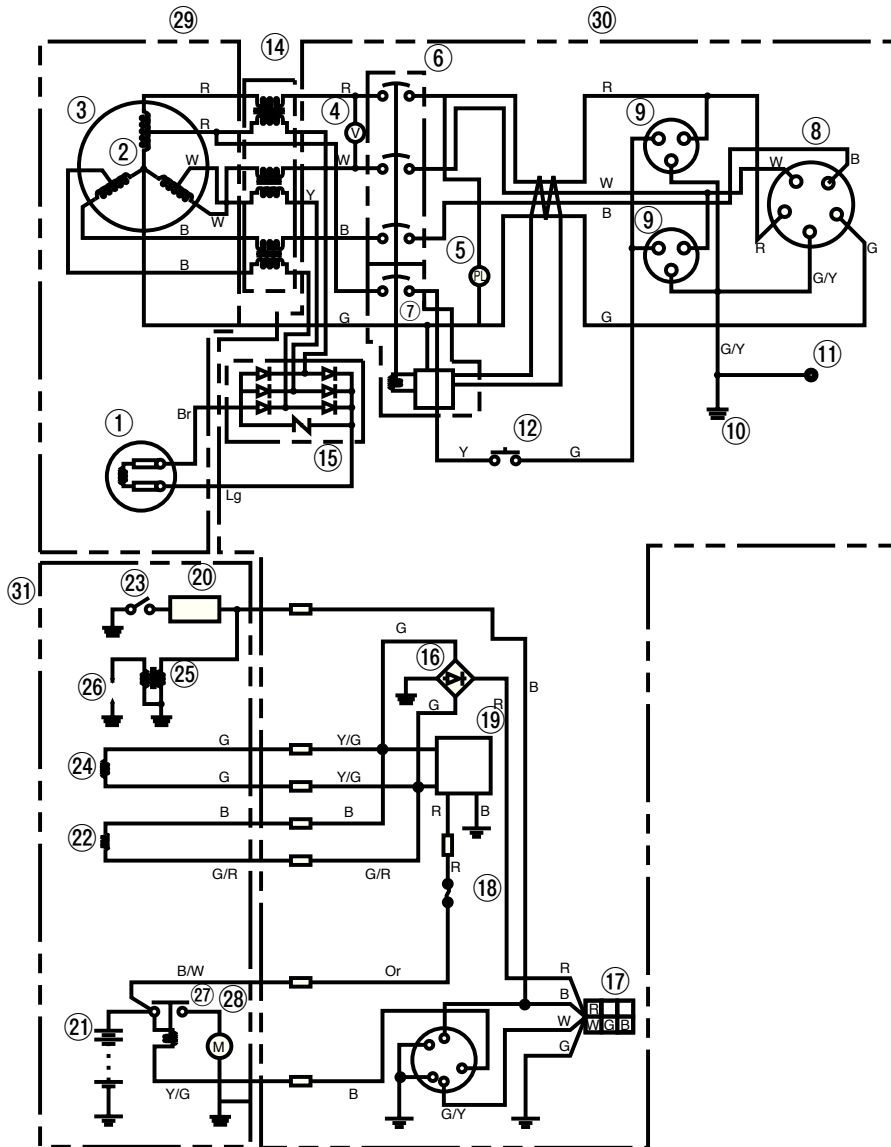 ㉙ ㉚
⑭
⑥
③ R R ④ R ⑨ ⑧
② R V W B
W W W
Y B
W
B B ⑤ ⑨ R G
B PL G/Y
⑦
G G
G/Y ⑪
Br ⑩
① ⑫
⑮ Y G
Lg
㉛ ㉓ ⑳
G ⑯ B
㉖ ㉕ G R
⑲
G Y/G
㉔ G Y/G
B B R B
㉒
R
G/R G/R ⑱
B/W Or R ⑰
㉗ ㉘ B R
㉑ W W G B
M G
Y/G B
G/Y